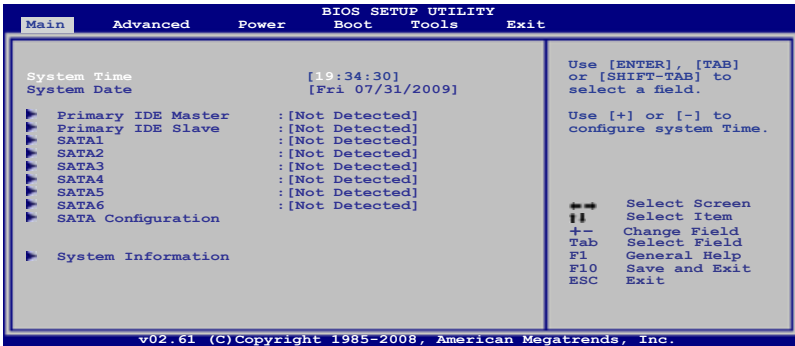 BIOS SETUP UTILITY
Main Advanced Power Boot Tools Exit
System Time [19:34:30]
System Date [Fri 07/31/2009]
Primary IDE Master :[Not Detected]
Primary IDE Slave :[Not Detected]
SATA1 :[Not Detected]
SATA2 :[Not Detected]
SATA3 :[Not Detected]
SATA4 :[Not Detected]
SATA5 :[Not Detected]
SATA6 :[Not Detected]
SATA Configuration
System Information
Use [ENTER], [TAB]
or [SHIFT-TAB] to
select a field.
Use [+] or [-] to
configure system Time.
←→ Select Screen
↑↓ Select Item
+- Change Field
Tab Select Field
F1 General Help
F10 Save and Exit
ESC Exit
v02.61 (C)Copyright 1985-2008, American Megatrends, Inc.